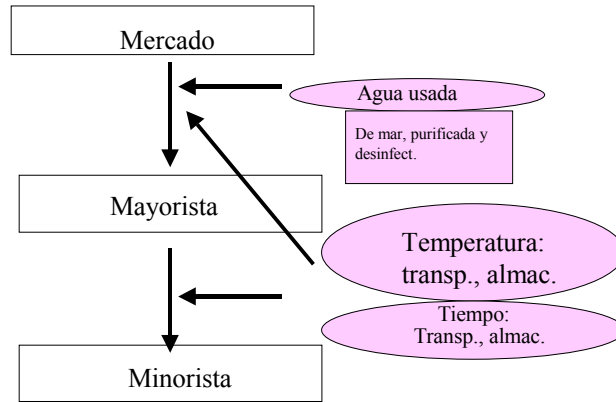 Mercado
Agua usada
De mar, purificada y
desinfect.
Mayorista
Temperatura:
transp., almac.
Tiempo:
Transp., almac.
Minorista